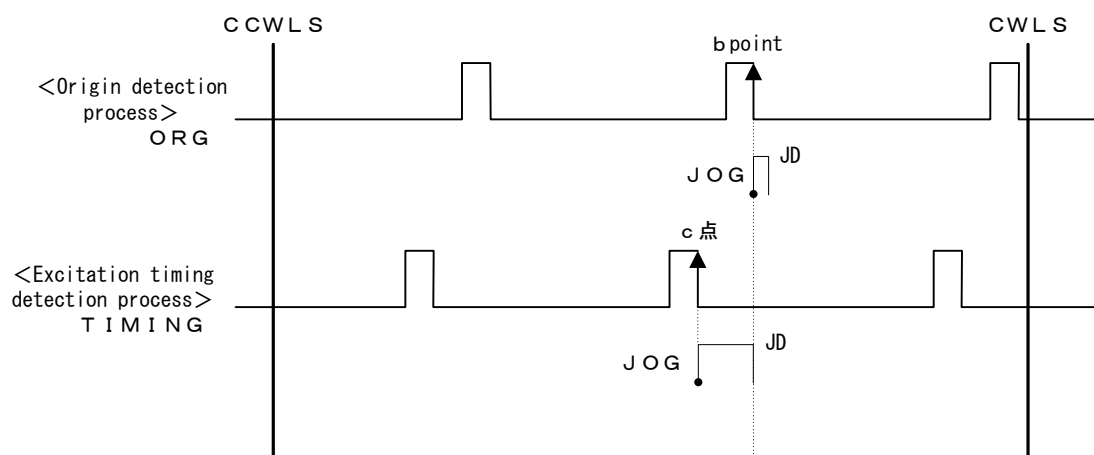 ＣＣＷＬＳ
ＣＷＬＳ
ｂpoint
＜Origin detection
process＞
ＯＲＧ
JD
ＪＯＧ
ｃ点
＜Excitation timing
detection process＞
ＴＩＭＩＮＧ
JD
ＪＯＧ